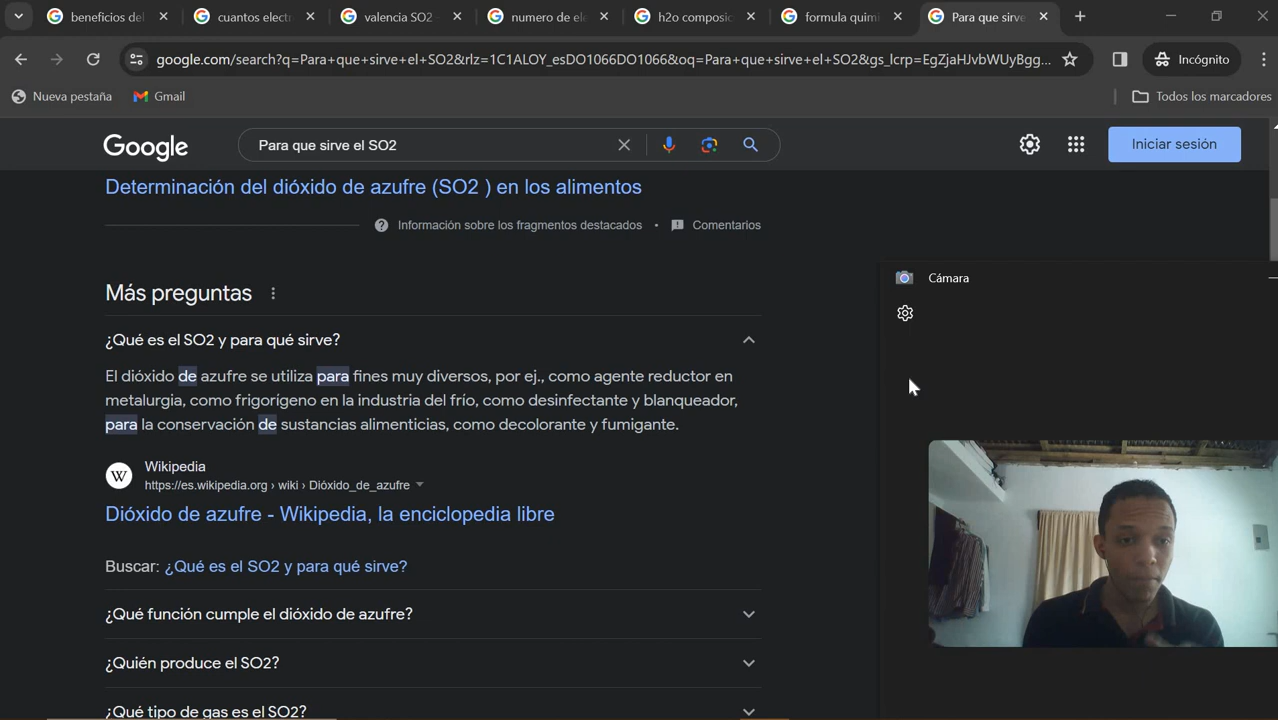 beneficios del
cuantos electr
valencia SO2 -
numero de ele
h2o composic
formula quimi
Para que sirve
google.com/search?q=Para+que+sirve+el+SO2&rlz=1C1ALOY_esDO1066DO1066&oq=Para+que+sirve+el+SO2&gs_lcrp=EgZjaHJvbWUyBgg...
Incógnito
Nueva pestaña
Gmail
Todos los marcadores
Google
Para que sirve el SO2
Iniciar sesión
Determinación del dióxido de azufre (SO2 ) en los alimentos
Información sobre los fragmentos destacados • Comentarios
Más preguntas
¿Qué es el SO2 y para qué sirve?
El dióxido de azufre se utiliza para fines muy diversos, por ej., como agente reductor en
metalurgia, como frigorígeno en la industria del frío, como desinfectante y blanqueador,
para la conservación de sustancias alimenticias, como decolorante y fumigante.
W
Wikipedia
https://es.wikipedia.org › wiki › Dióxido_de_azufre
Dióxido de azufre - Wikipedia, la enciclopedia libre
Buscar: ¿Qué es el SO2 y para qué sirve?
¿Qué función cumple el dióxido de azufre?
¿Quién produce el SO2?
¿Qué tipo de gas es el SO2?
Cámara